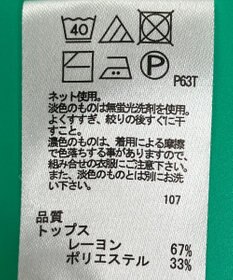 40
P
P63T
ネット使用。
淡色のものは無蛍光洗剤を使用。
よくすすぎ、絞りの後すぐに干
すこと。
濃色のものは、着用による摩擦
で色落ちする事がありますので、
組み合せの衣服にご注意下さい。
また、淡色のものとは別にお洗
い下さい。
107
品質
トップス
レーヨン 67%
ポリエステル 33%